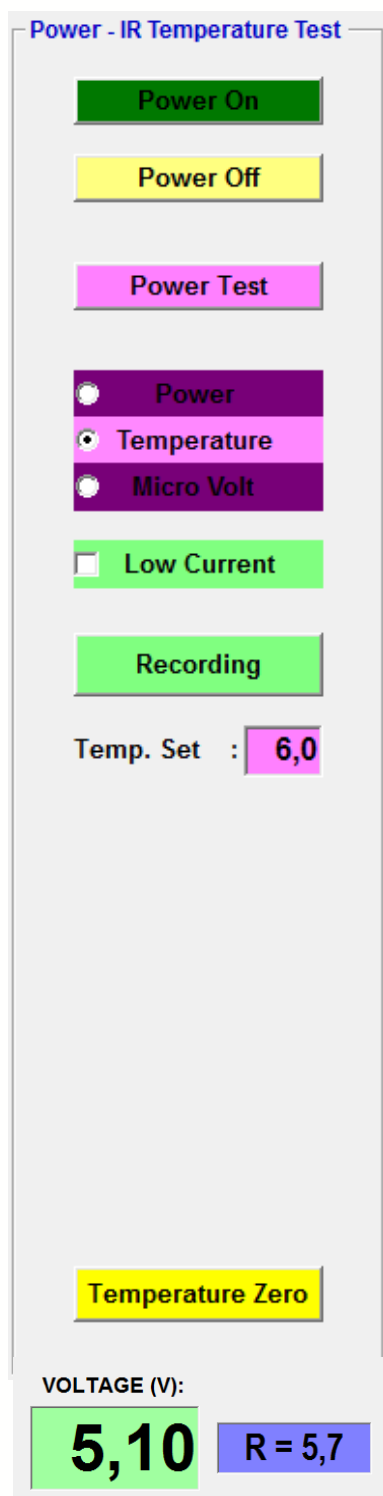 Power - IR Temperature Test
Power On
Power Off
Power Test
Power
Temperature
Micro Volt
Low Current
Recording
Temp. Set : 6,0
Temperature Zero
VOLTAGE (V):
5,10 R = 5,7